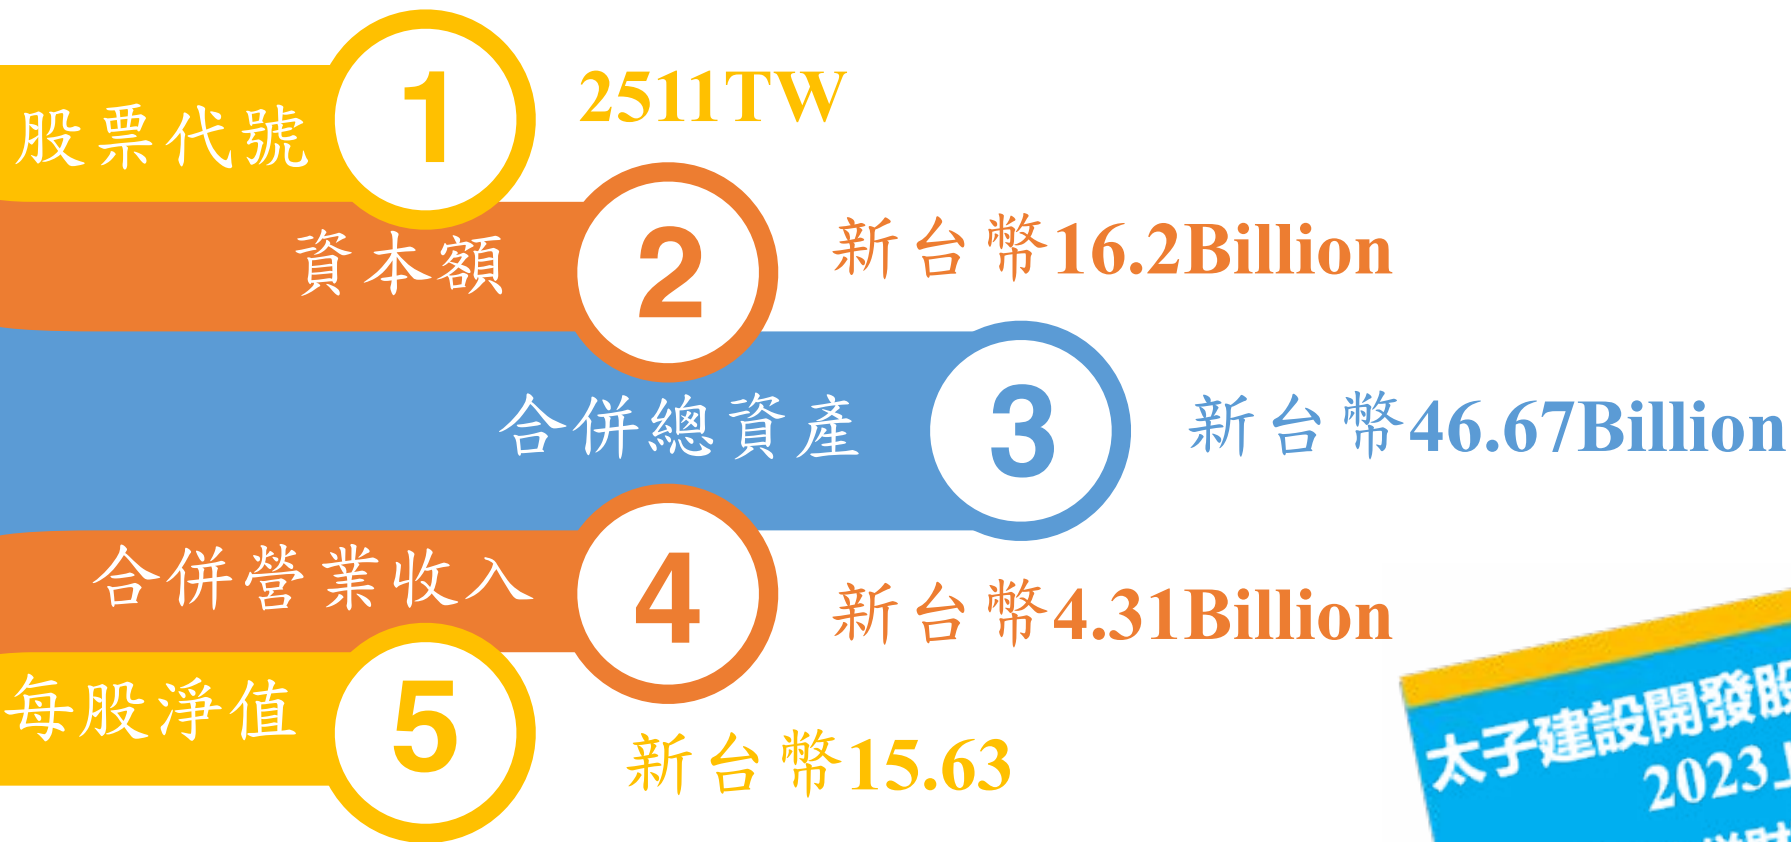 股票代號 1 2511TW
資本額 2 新台幣16.2Billion
合併總資產 3 新台幣46.67Billion
合併營業收入 4 新台幣4.31Billion
每股淨值 5 新台幣15.63
太子建設開發股
2023